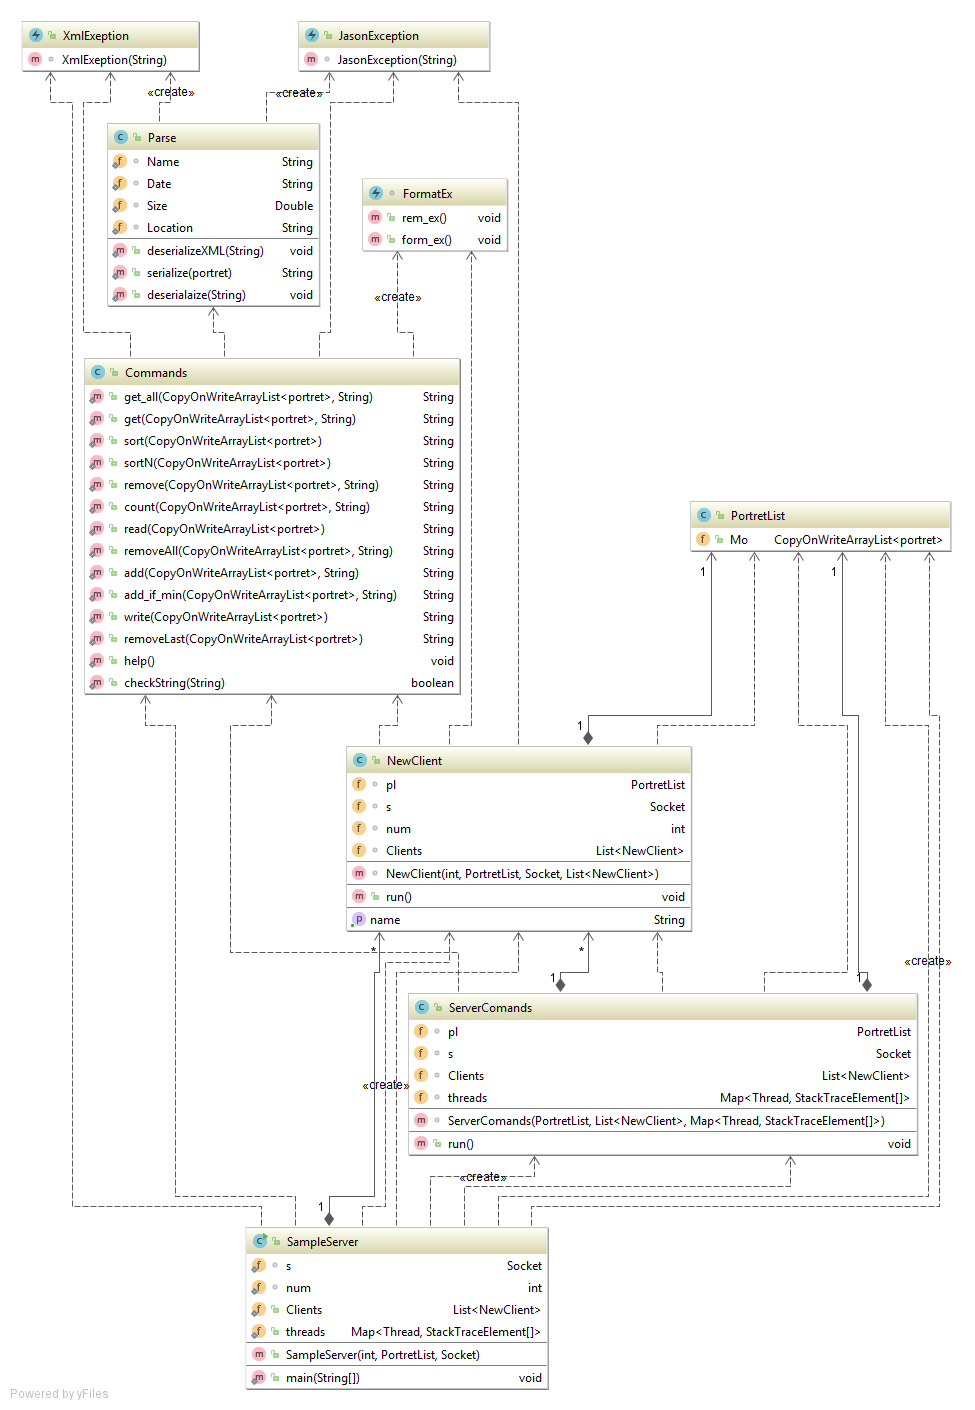 XmlExeption
XmlExeption(String)
JasonException
JasonException(String)
«create»
«create»
Parse
Name String
Date String
Size Double
Location String
deserializeXML(String) void
serialize(portret) String
deserialaize(String) void
FormatEx
rem_ex() void
form_ex() void
«create»
Commands
get_all(CopyOnWriteArrayList<portret>, String) String
get(CopyOnWriteArrayList<portret>, String) String
sort(CopyOnWriteArrayList<portret>) String
sortN(CopyOnWriteArrayList<portret>) String
remove(CopyOnWriteArrayList<portret>, String) String
count(CopyOnWriteArrayList<portret>, String) String
read(CopyOnWriteArrayList<portret>) String
removeAll(CopyOnWriteArrayList<portret>, String) String
add(CopyOnWriteArrayList<portret>, String) String
add_if_min(CopyOnWriteArrayList<portret>, String) String
write(CopyOnWriteArrayList<portret>) String
removeLast(CopyOnWriteArrayList<portret>) String
help() void
checkString(String) boolean
PortretList
Mo CopyOnWriteArrayList<portret>
1
1
1
NewClient
pl PortretList
s Socket
num int
Clients List<NewClient>
NewClient(int, PortretList, Socket, List<NewClient>)
run() void
name String
*
*
«create»
1
1
ServerComands
pl PortretList
s Socket
Clients List<NewClient>
threads Map<Thread, StackTraceElement[]>
ServerComands(PortretList, List<NewClient>, Map<Thread, StackTraceElement[]>)
run() void
«create»
«create»
1
SampleServer
s Socket
num int
Clients List<NewClient>
threads Map<Thread, StackTraceElement[]>
SampleServer(int, PortretList, Socket)
main(String[]) void
Powered by yFiles